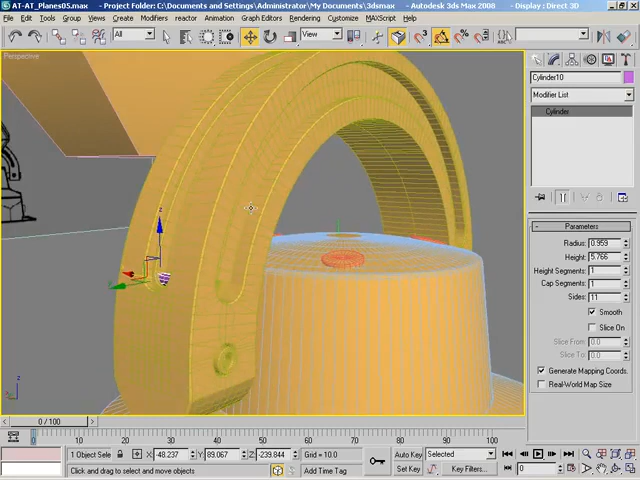 AT-AT_Planes05.max - Project Folder: C:\Documents and Settings\Administrator\My Documents\3dsmax - Autodesk 3ds Max 2008 - Display : Direct 3D
File Edit Tools Group Views Create Modifiers reactor Animation Graph Editors Rendering Customize MAXScript Help
All View
Perspective
Cylinder10
Modifier List
Cylinder
Parameters
Radius: 0.959
Height: 5.766
Height Segments: 1
Cap Segments: 1
Sides: 11
Smooth
Slice On
Slice From: 0.0
Slice To: 0.0
Generate Mapping Coords.
Real-World Map Size
0 / 100
0 10 20 30 40 50 60 70 80 90 100
1 Object Selec X: -48.237 Y: 89.067 Z: -239.844 Grid = 10.0 Auto Key Selected
Click and drag to select and move objects Add Time Tag Set Key Key Filters... 0